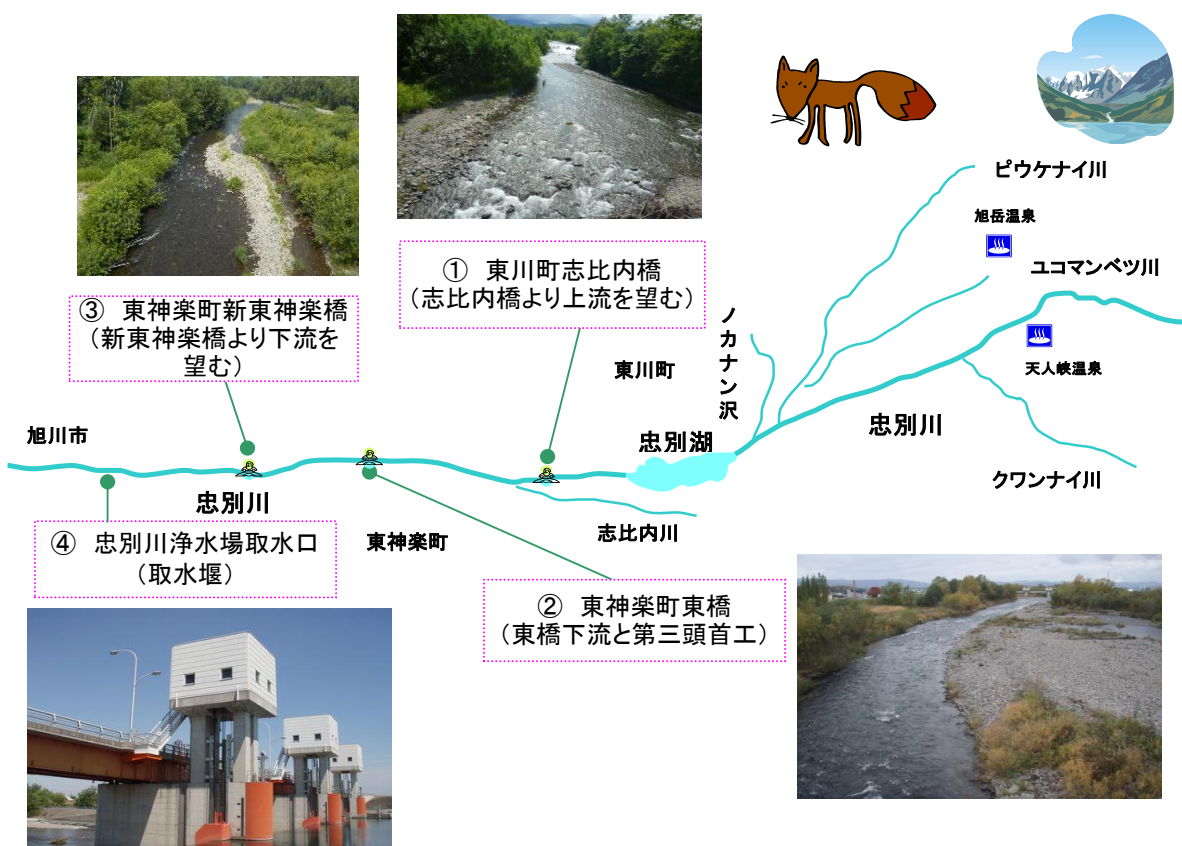 ① 東川町志比内橋
(志比内橋より上流を望む)
③ 東神楽町新東神楽橋
(新東神楽橋より下流を
望む)
ピウケナイ川
旭岳温泉
ユコマンベツ川
ノカナン沢
天人峡温泉
東川町
忠別川
忠別湖
旭川市
クワンナイ川
忠別川
志比内川
東神楽町
④ 忠別川浄水場取水口
(取水堰)
② 東神楽町東橋
(東橋下流と第三頭首工)